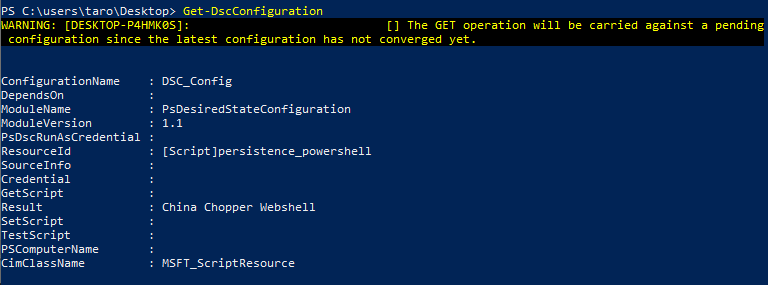 PS C:\users\taro\Desktop> Get-DscConfiguration
WARNING: [DESKTOP-P4HMK0S]:                            [] The GET operation will be carried against a pending
 configuration since the latest configuration has not converged yet.
ConfigurationName    : DSC_Config
DependsOn            :
ModuleName           : PsDesiredStateConfiguration
ModuleVersion        : 1.1
PsDscRunAsCredential :
ResourceId           : [Script]persistence_powershell
SourceInfo           :
Credential           :
GetScript            :
Result               : China Chopper Webshell
SetScript            :
TestScript           :
PSComputerName       :
CimClassName         : MSFT_ScriptResource